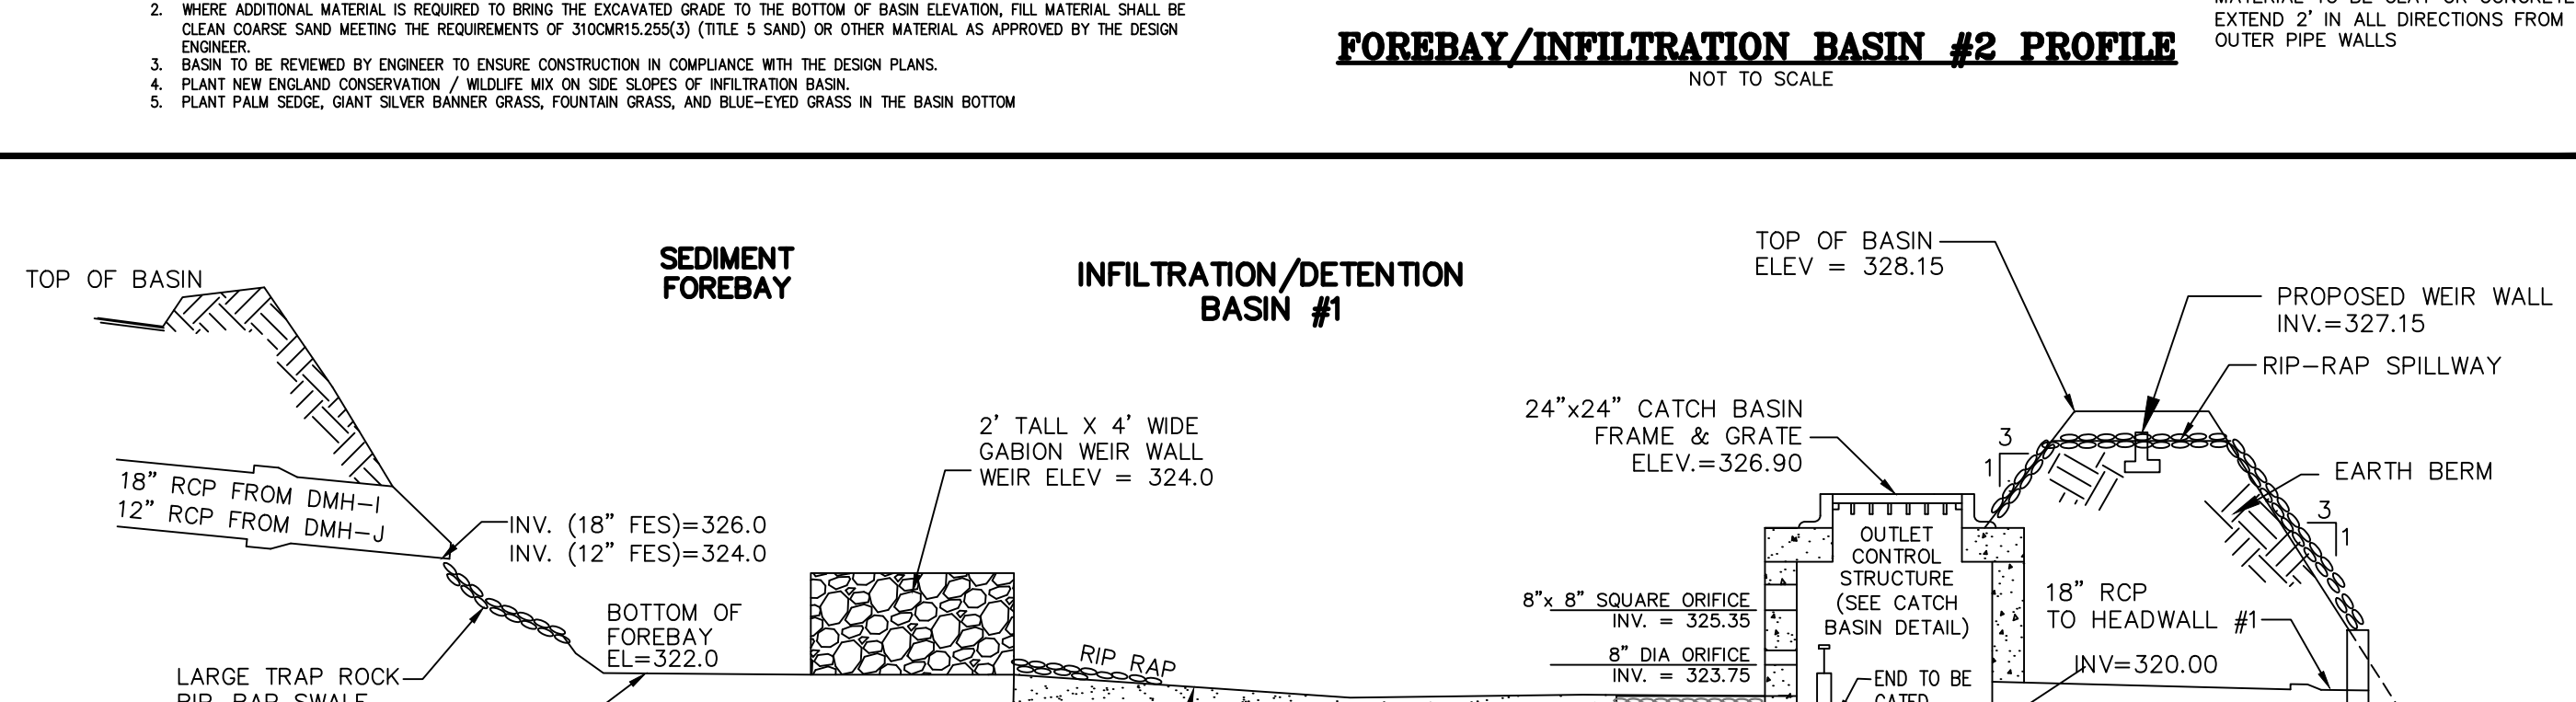 2. WHERE ADDITIONAL MATERIAL IS REQUIRED TO BRING THE EXCAVATED GRADE TO THE BOTTOM OF BASIN ELEVATION, FILL MATERIAL SHALL BE
CLEAN COARSE SAND MEETING THE REQUIREMENTS OF 310CMR15.255(3) (TITLE 5 SAND) OR OTHER MATERIAL AS APPROVED BY THE DESIGN
ENGINEER.
3. BASIN TO BE REVIEWED BY ENGINEER TO ENSURE CONSTRUCTION IN COMPLIANCE WITH THE DESIGN PLANS.
4. PLANT NEW ENGLAND CONSERVATION / WILDLIFE MIX ON SIDE SLOPES OF INFILTRATION BASIN.
5. PLANT PALM SEDGE, GIANT SILVER BANNER GRASS, FOUNTAIN GRASS, AND BLUE-EYED GRASS IN THE BASIN BOTTOM
FOREBAY/INFILTRATION BASIN #2 PROFILE
NOT TO SCALE
MATERIAL TO BE CLAY OR CONCRETE
EXTEND 2' IN ALL DIRECTIONS FROM
OUTER PIPE WALLS
TOP OF BASIN
SEDIMENT
FOREBAY
INFILTRATION/DETENTION
BASIN #1
TOP OF BASIN
ELEV = 328.15
PROPOSED WEIR WALL
INV.=327.15
RIP-RAP SPILLWAY
2' TALL X 4' WIDE
GABION WEIR WALL
WEIR ELEV = 324.0
24"x24" CATCH BASIN
FRAME & GRATE
ELEV.=326.90
3
1
EARTH BERM
3
1
18" RCP FROM DMH-I
12" RCP FROM DMH-J
INV. (18" FES)=326.0
INV. (12" FES)=324.0
OUTLET
CONTROL
STRUCTURE
(SEE CATCH
BASIN DETAIL)
8"x 8" SQUARE ORIFICE
INV. = 325.35
8" DIA ORIFICE
INV. = 323.75
18" RCP
TO HEADWALL #1
INV=320.00
BOTTOM OF
FOREBAY
EL=322.0
RIP RAP
LARGE TRAP ROCK
RIP-RAP SWALE
END TO BE
GATED